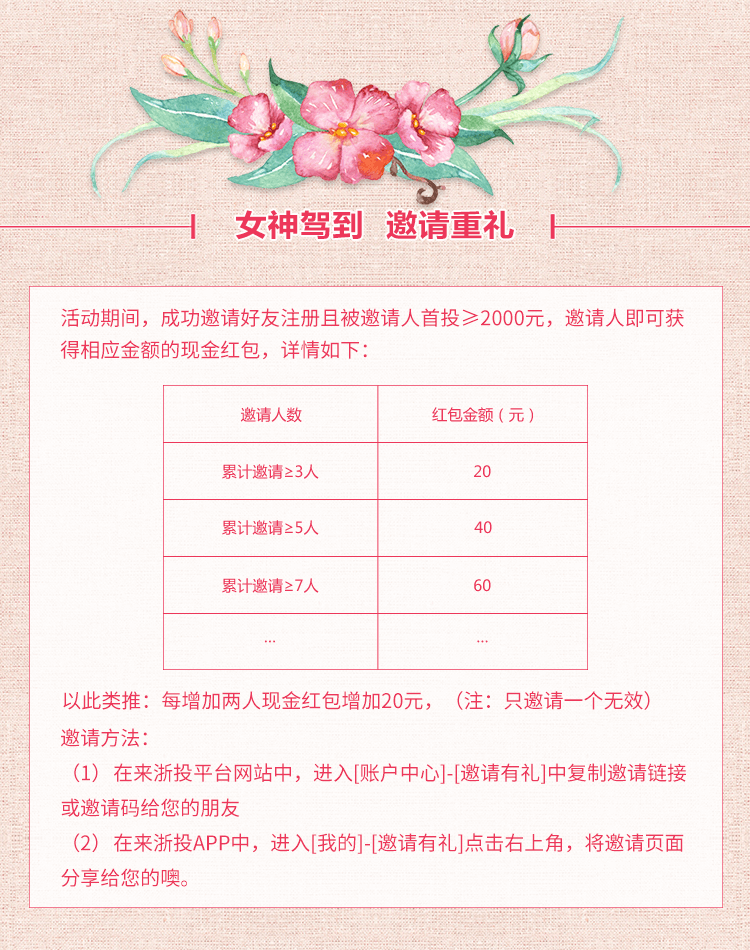 女神驾到 邀请重礼
活动期间，成功邀请好友注册且被邀请人首投≥2000元，邀请人即可获
得相应金额的现金红包，详情如下：
邀请人数 红包金额（元）
累计邀请≥3人 20
累计邀请≥5人 40
累计邀请≥7人 60
... ...
以此类推：每增加两人现金红包增加20元，（注：只邀请一个无效）
邀请方法：
（1）在来浙投平台网站中，进入[账户中心]-[邀请有礼]中复制邀请链接
或邀请码给您的朋友
（2）在来浙投APP中，进入[我的]-[邀请有礼]点击右上角，将邀请页面
分享给您的噢。